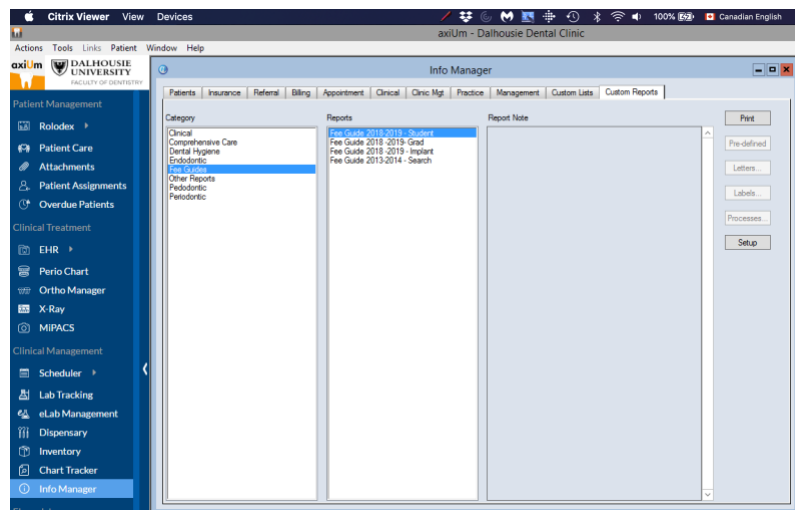 Citrix Viewer View Devices 100% Canadian English
axiUm - Dalhousie Dental Clinic
Actions Tools Links Patient Window Help
axiUm DALHOUSIE
UNIVERSITY
FACULTY OF DENTISTRY
Info Manager
Patients Insurance Referral Billing Appointment Clinical Clinic Mgt Practice Management Custom Lists Custom Reports
Patient Management
Rolodex
Patient Care
Attachments
Patient Assignments
Overdue Patients
Clinical Treatment
EHR
Perio Chart
Ortho Manager
X-Ray
MiPACS
Clinical Management
Scheduler
Lab Tracking
eLab Management
Dispensary
Inventory
Chart Tracker
Info Manager
Category
Clinical
Comprehensive Care
Dental Hygiene
Endodontic
Fee Guides
Other Reports
Pedodontic
Periodontic
Reports
Fee Guide 2018-2019 - Student
Fee Guide 2018 -2019- Grad
Fee Guide 2018 -2019 - Implant
Fee Guide 2013-2014 - Search
Report Note
Print
Pre-defined
Letters...
Labels...
Processes...
Setup